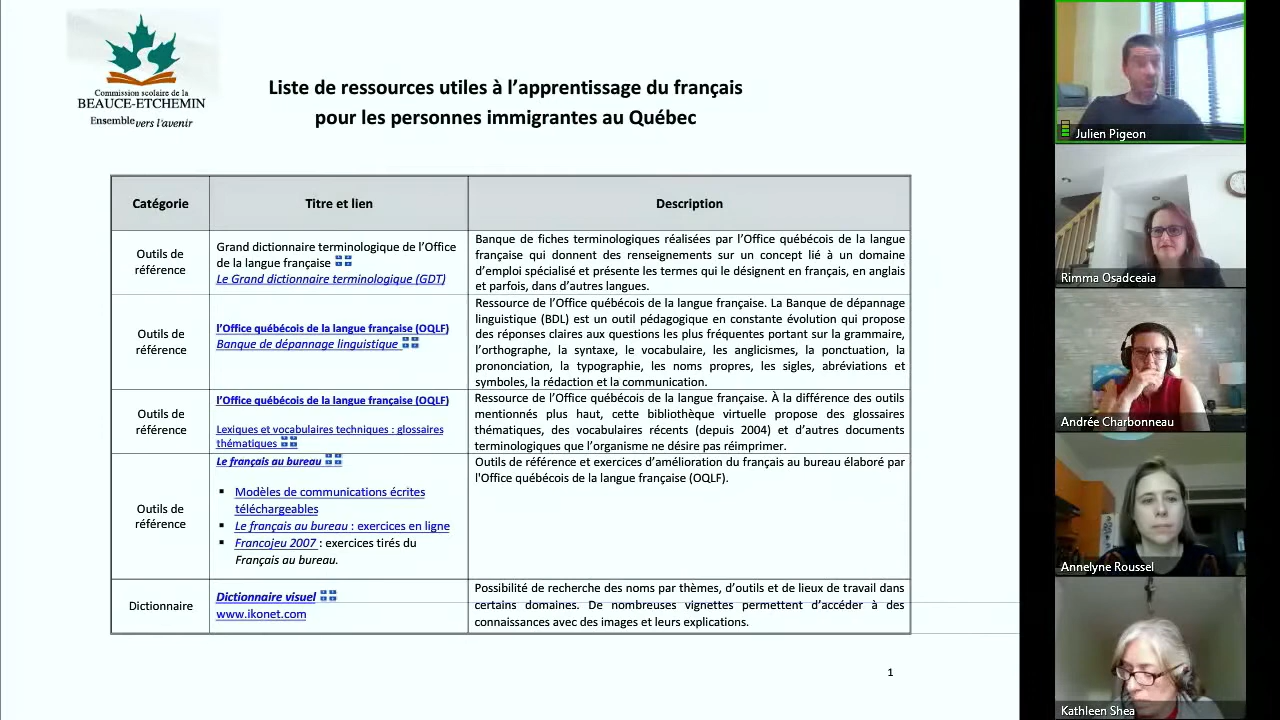 Commission scolaire de la
BEAUCE-ETCHEMIN
Ensemble vers l'avenir
Liste de ressources utiles à l'apprentissage du français
pour les personnes immigrantes au Québec
Catégorie
Titre et lien
Description
Outils de
référence
Grand dictionnaire terminologique de l'Office
de la langue française
Le Grand dictionnaire terminologique (GDT)
Banque de fiches terminologiques réalisées par l'Office québécois de la langue
française qui donnent des renseignements sur un concept lié à un domaine
d'emploi spécialisé et présente les termes qui le désignent en français, en anglais
et parfois, dans d'autres langues.
Outils de
référence
l'Office québécois de la langue française (OQLF)
Banque de dépannage linguistique
Ressource de l'Office québécois de la langue française. La Banque de dépannage
linguistique (BDL) est un outil pédagogique en constante évolution qui propose
des réponses claires aux questions les plus fréquentes portant sur la grammaire,
l'orthographe, la syntaxe, le vocabulaire, les anglicismes, la ponctuation, la
prononciation, la typographie, les noms propres, les sigles, abréviations et
symboles, la rédaction et la communication.
Outils de
référence
l'Office québécois de la langue française (OQLF)
Lexiques et vocabulaires techniques : glossaires
thématiques
Ressource de l'Office québécois de la langue française. À la différence des outils
mentionnés plus haut, cette bibliothèque virtuelle propose des glossaires
thématiques, des vocabulaires récents (depuis 2004) et d'autres documents
terminologiques que l'organisme ne désire pas réimprimer.
Outils de
référence
Le français au bureau
▪ Modèles de communications écrites
téléchargeables
▪ Le français au bureau : exercices en ligne
▪ Francojeu 2007 : exercices tirés du
Français au bureau.
Outils de référence et exercices d'amélioration du français au bureau élaboré par
l'Office québécois de la langue française (OQLF).
Dictionnaire
Dictionnaire visuel
www.ikonet.com
Possibilité de recherche des noms par thèmes, d'outils et de lieux de travail dans
certains domaines. De nombreuses vignettes permettent d'accéder à des
connaissances avec des images et leurs explications.
1
Julien Pigeon
Rimma Osadceaia
Andrée Charbonneau
Annelyne Roussel
Kathleen Shea